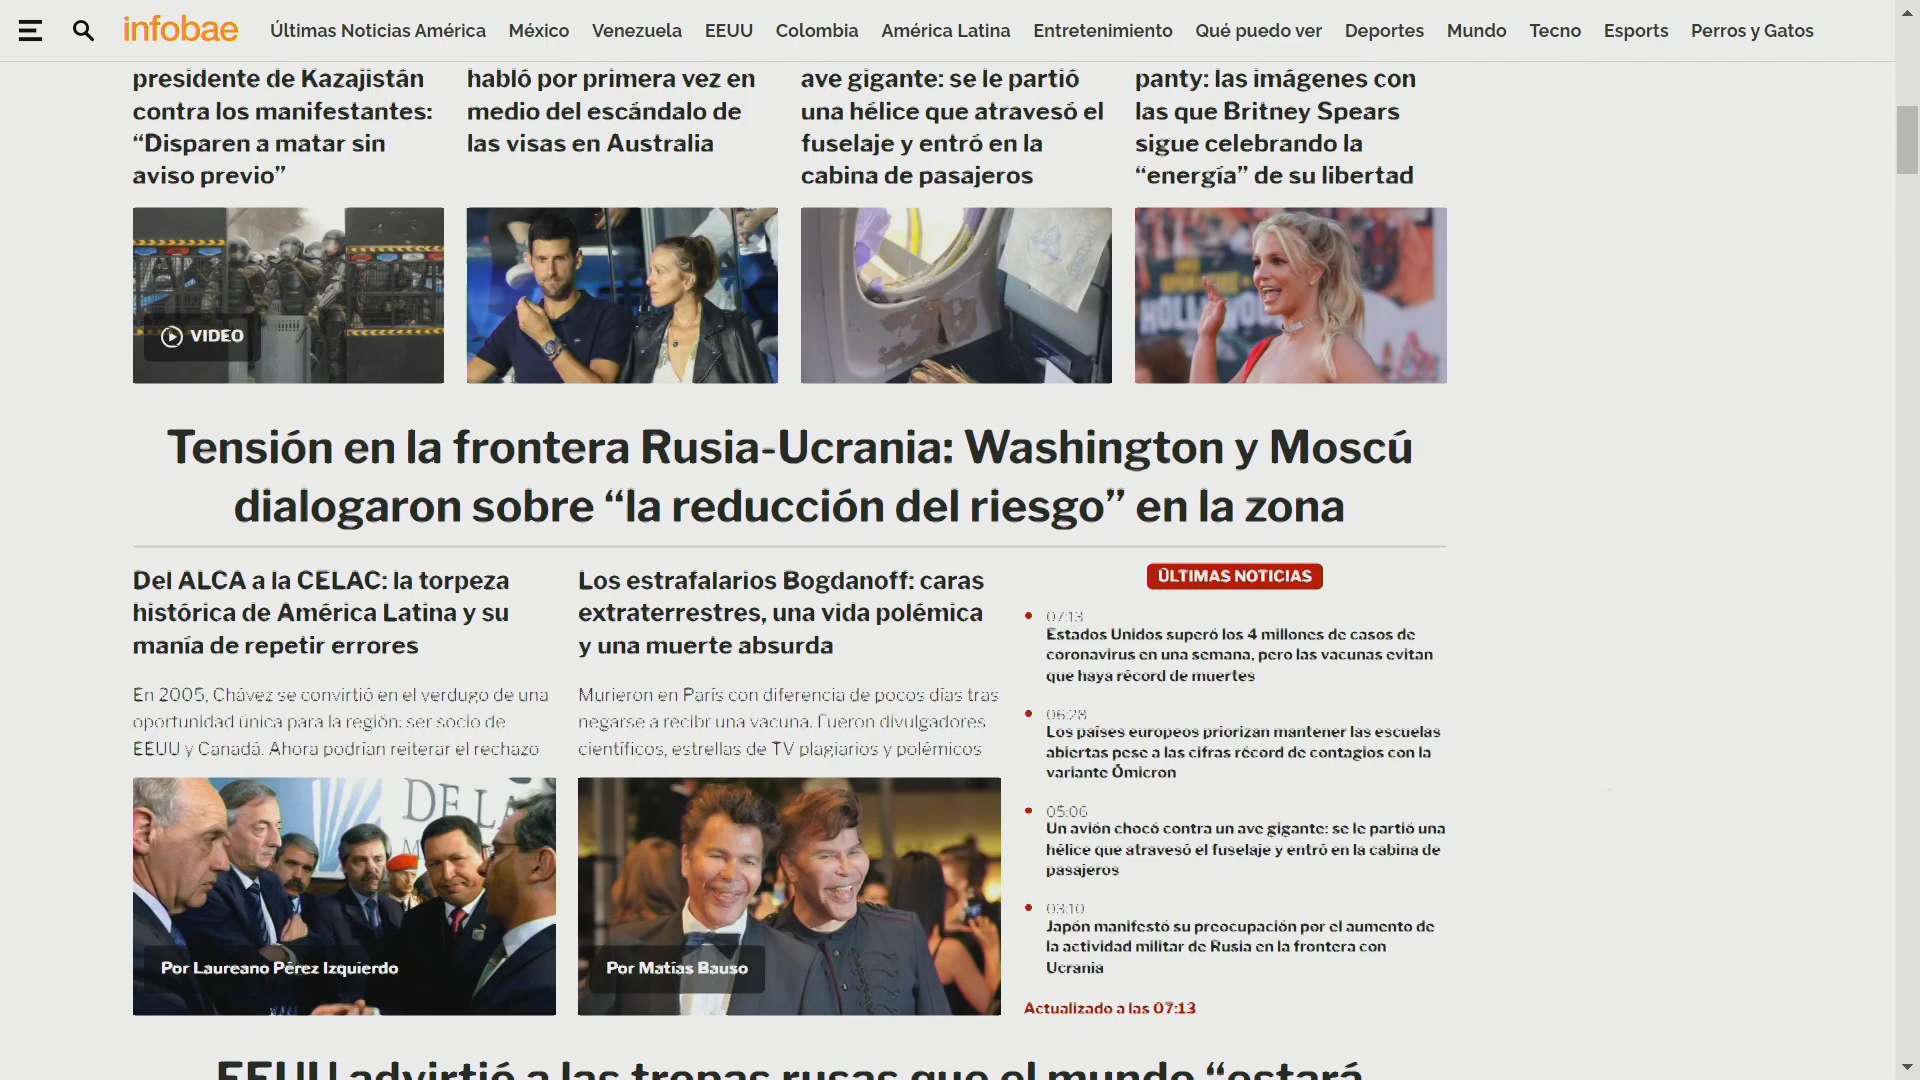 infobae
Últimas Noticias América México Venezuela EEUU Colombia América Latina Entretenimiento Qué puedo ver Deportes Mundo Tecno Esports Perros y Gatos
presidente de Kazajistán
contra los manifestantes:
“Disparen a matar sin
aviso previo”
habló por primera vez en
medio del escándalo de
las visas en Australia
ave gigante: se le partió
una hélice que atravesó el
fuselaje y entró en la
cabina de pasajeros
panty: las imágenes con
las que Britney Spears
sigue celebrando la
“energía” de su libertad
VIDEO
Tensión en la frontera Rusia-Ucrania: Washington y Moscú
dialogaron sobre “la reducción del riesgo” en la zona
Del ALCA a la CELAC: la torpeza
histórica de América Latina y su
manía de repetir errores
En 2005, Chávez se convirtió en el verdugo de una
oportunidad única para la región: ser socio de
EEUU y Canadá. Ahora podrían reiterar el rechazo
DE LA
Por Laureano Pérez Izquierdo
Los estrafalarios Bogdanoff: caras
extraterrestres, una vida polémica
y una muerte absurda
Murieron en París con diferencia de pocos días tras
negarse a recibir una vacuna. Fueron divulgadores
científicos, estrellas de TV plagiarios y polémicos
Por Matías Bauso
ÚLTIMAS NOTICIAS
07:13
Estados Unidos superó los 4 millones de casos de
coronavirus en una semana, pero las vacunas evitan
que haya récord de muertes
06:28
Los países europeos priorizan mantener las escuelas
abiertas pese a las cifras récord de contagios con la
variante Ómicron
05:06
Un avión chocó contra un ave gigante: se le partió una
hélice que atravesó el fuselaje y entró en la cabina de
pasajeros
03:10
Japón manifestó su preocupación por el aumento de
la actividad militar de Rusia en la frontera con
Ucrania
Actualizado a las 07:13
EEUU advirtió a las tropas rusas que el mundo “estará